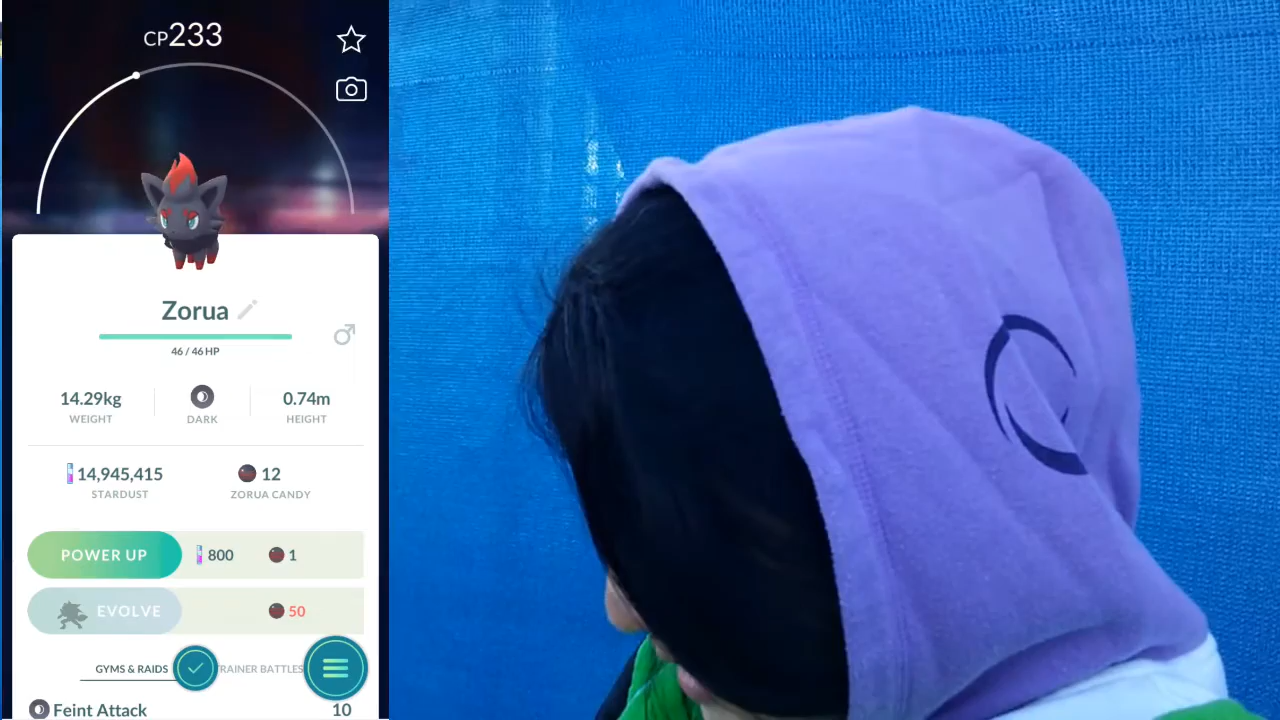 CP233
Zorua
46 / 46 HP
14.29kg
WEIGHT
DARK
0.74m
HEIGHT
14,945,415
STARDUST
12
ZORUA CANDY
POWER UP
800
1
EVOLVE
50
GYMS & RAIDS
TRAINER BATTLES
Feint Attack
10